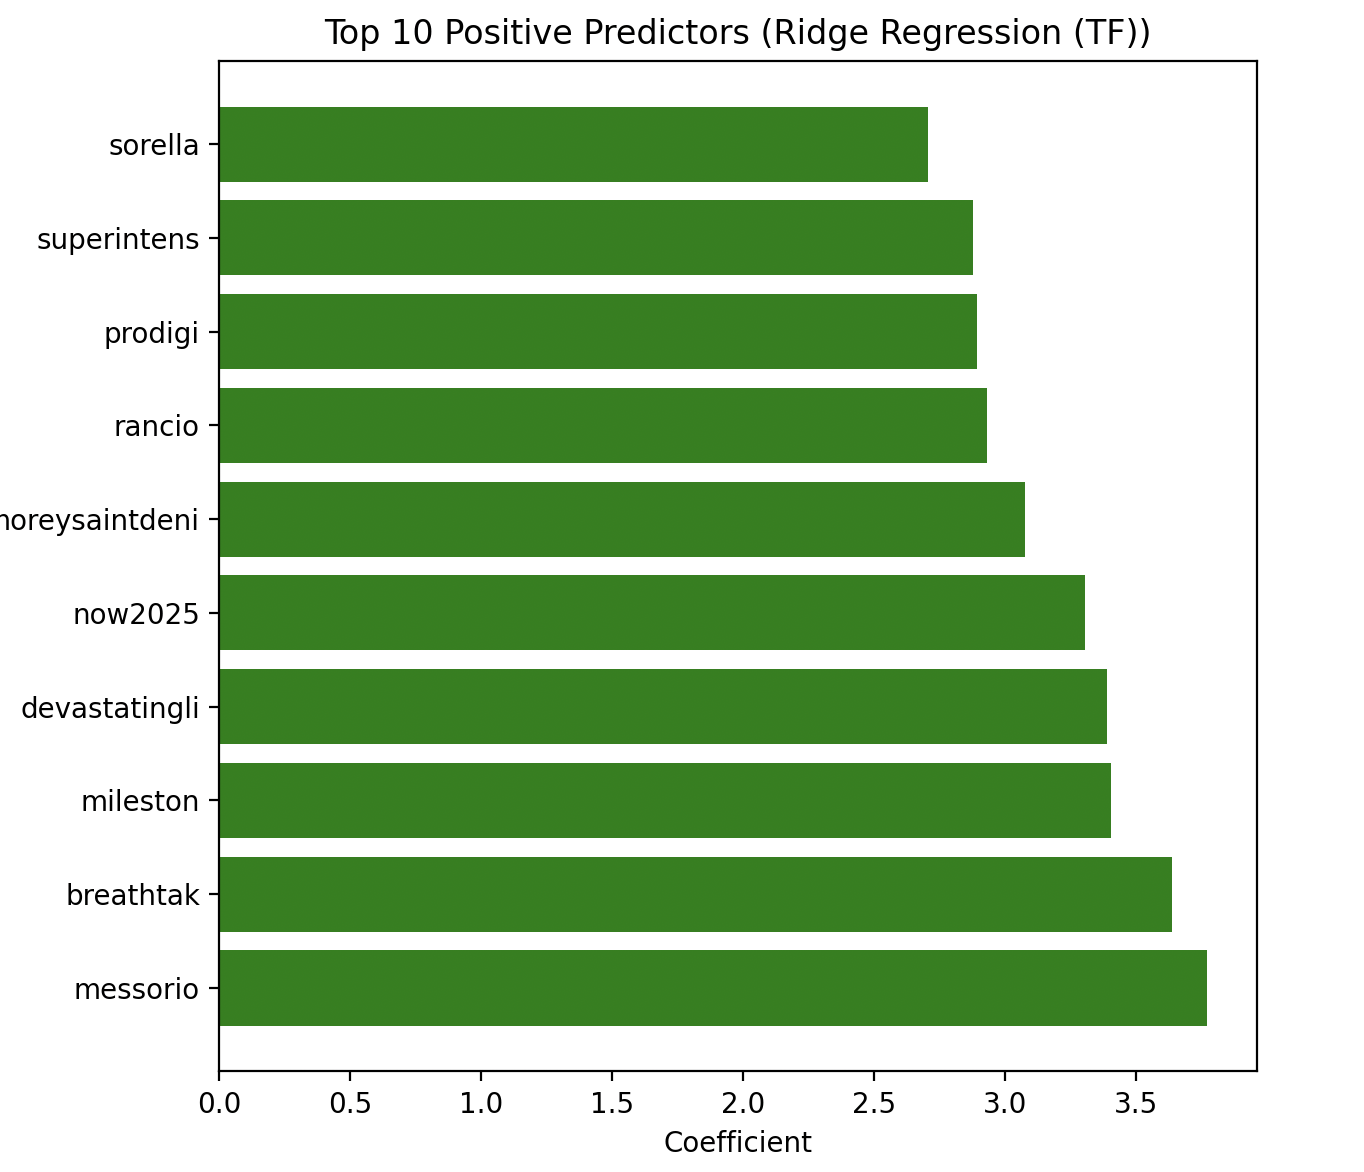 Top 10 Positive Predictors (Ridge Regression (TF))
sorella
superintens
prodigi
rancio
oreysaintdeni
now2025
devastatingli
mileston
breathtak
messorio
0.0 0.5 1.0 1.5 2.0 2.5 3.0 3.5
Coefficient